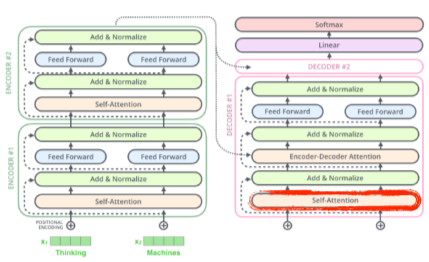 ENCODER #2
Add & Normalize
Feed Forward Feed Forward
Add & Normalize
Self-Attention
ENCODER #1
Add & Normalize
Feed Forward Feed Forward
Add & Normalize
Self-Attention
POSITIONAL
ENCODING
X₁ X₂
Thinking Machines
Softmax
Linear
DECODER #2
DECODER #1
Add & Normalize
Feed Forward Feed Forward
Add & Normalize
Encoder-Decoder Attention
Add & Normalize
Self-Attention